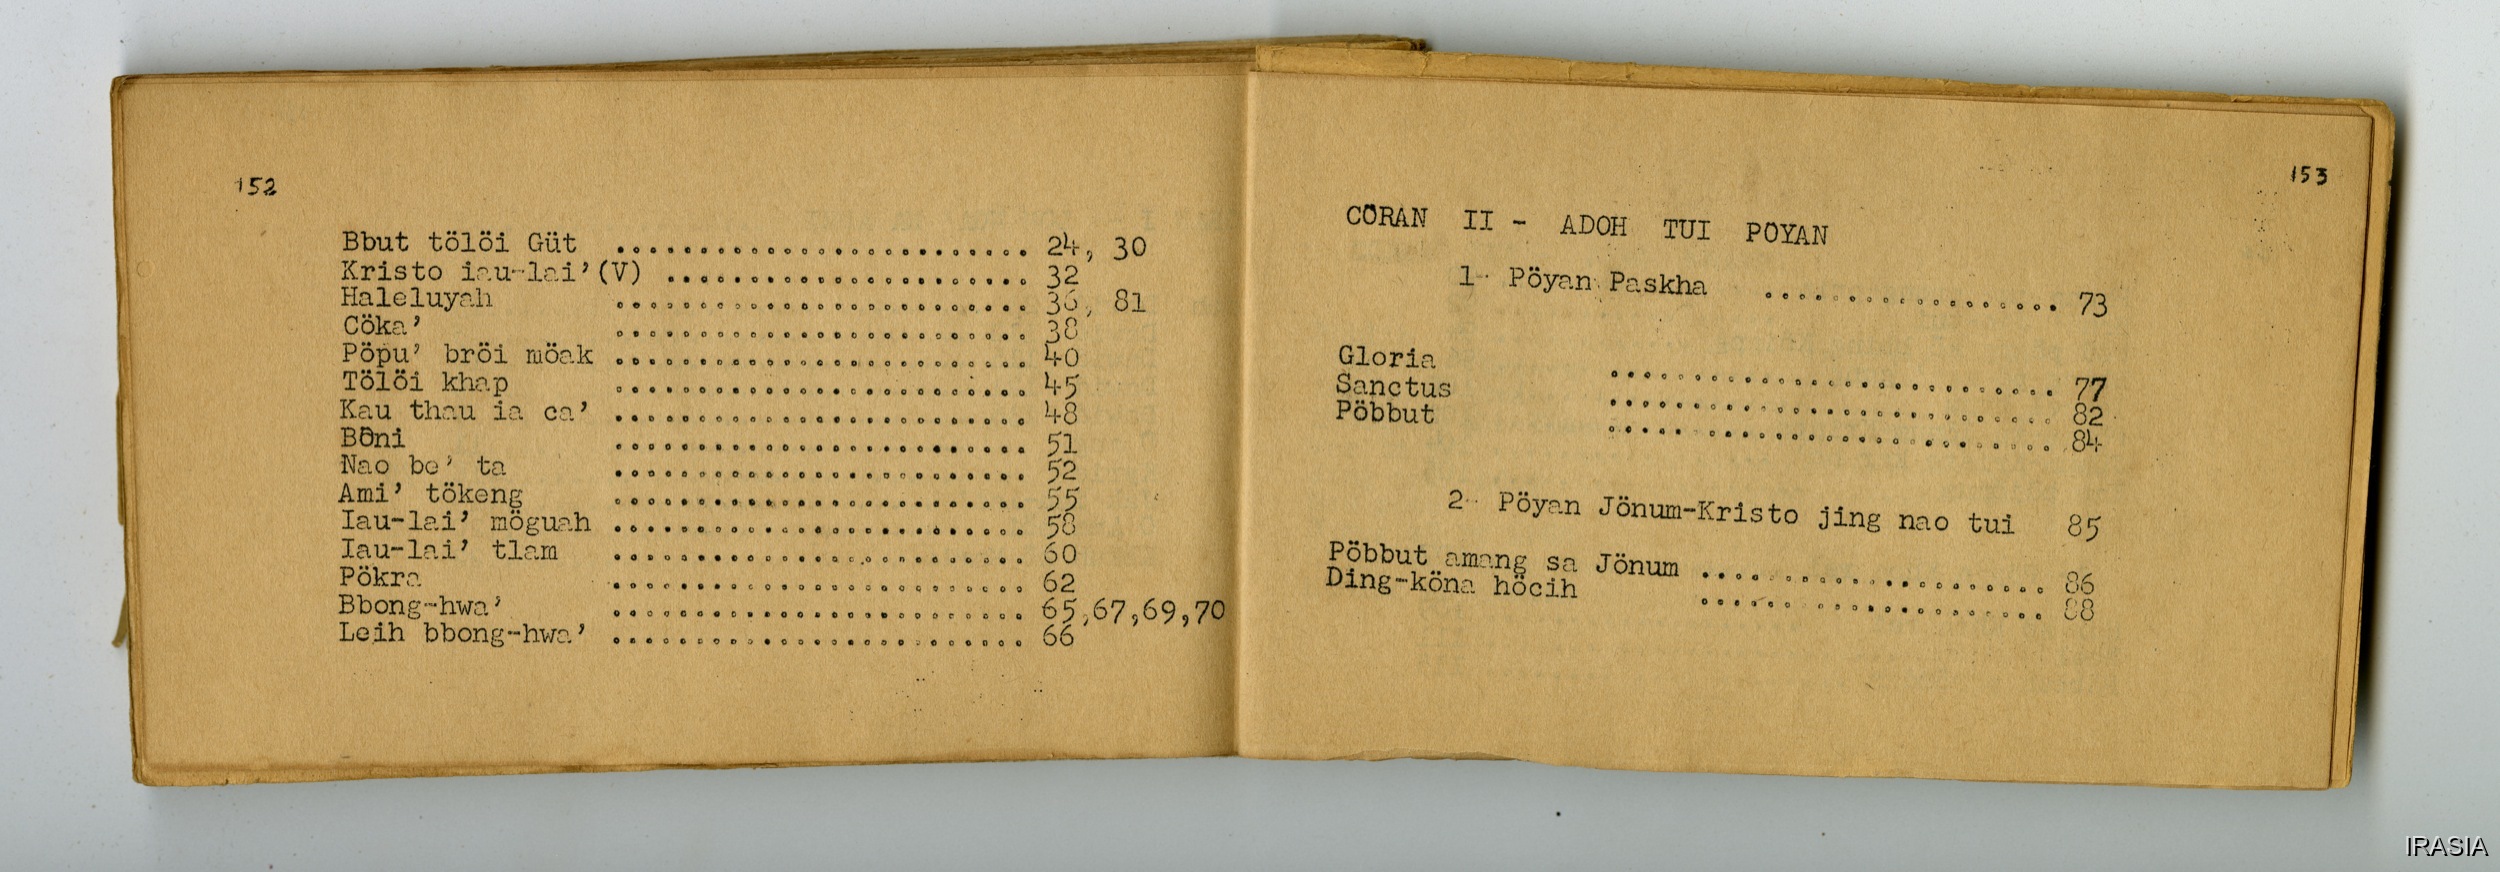 152
Bbut tölöi Güt ......................... 24, 30
Kristo iau-lai’(V) ...................... 32
Haleluyah ......................... 36, 81
Cöka’ ......................... 38
Pöpu’ bröi möak ......................... 40
Tölöi khap ......................... 45
Kau thau ia ca’ ......................... 48
Böni ......................... 51
Nao be’ ta ......................... 52
Ami’ tökeng ......................... 55
Iau-lai’ möguah ......................... 58
Iau-lai’ tlam ......................... 60
Pökra ......................... 62
Bbong-hwa’ ......................... 65,67,69,70
Leih bbong-hwa’ ......................... 66
153
CÖRAN II - ADOH TUI PÖYAN
1- Pöyan Paskha .................. 73
Gloria ........................... 77
Sanctus ........................... 82
Pöbbut ........................... 84
2- Pöyan Jönum-Kristo jing nao tui 85
Pöbbut amang sa Jönum ..................... 86
Ding-köna höcih ..................... 88
IRASIA